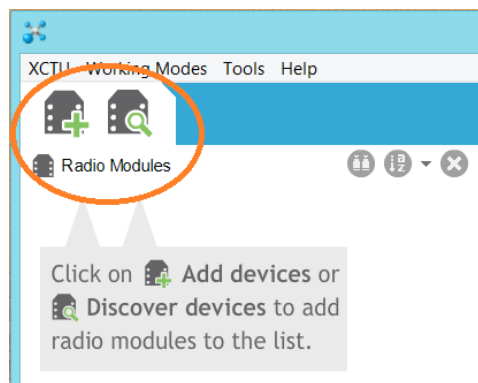 XCTU Working Modes Tools Help
Radio Modules
Click on Add devices or
Discover devices to add
radio modules to the list.